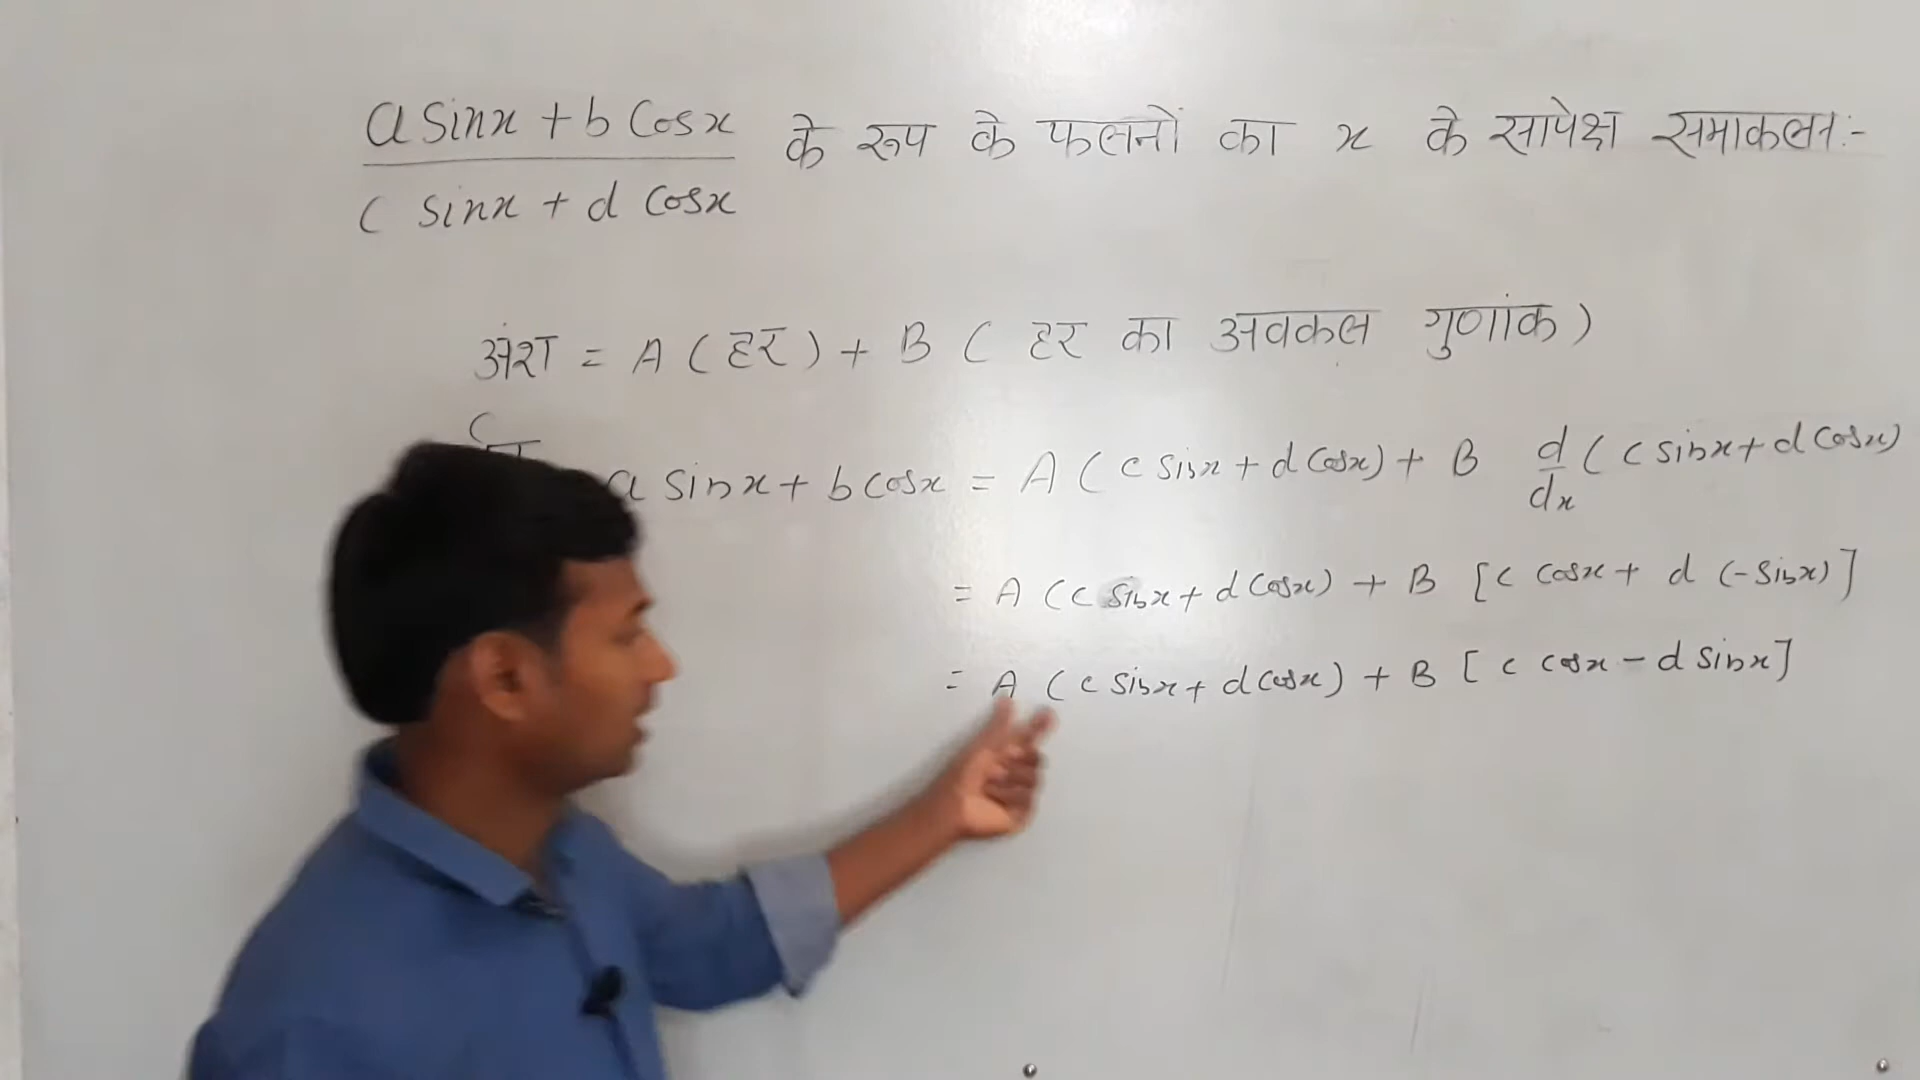 a sinx + b cosx
c sinx + d cosx
के रूप के फलनों का x के सापेक्ष समाकलन:-
अंश = A (हर) + B ( हर का अवकल गुणांक)
a sinx + b cosx = A ( c sinx + d cosx) + B d/dx ( c sinx + d cosx)
= A (c sinx + d cosx) + B [c cosx + d (-sinx)]
= A (c sinx + d cosx) + B [ c cosx - d sinx]